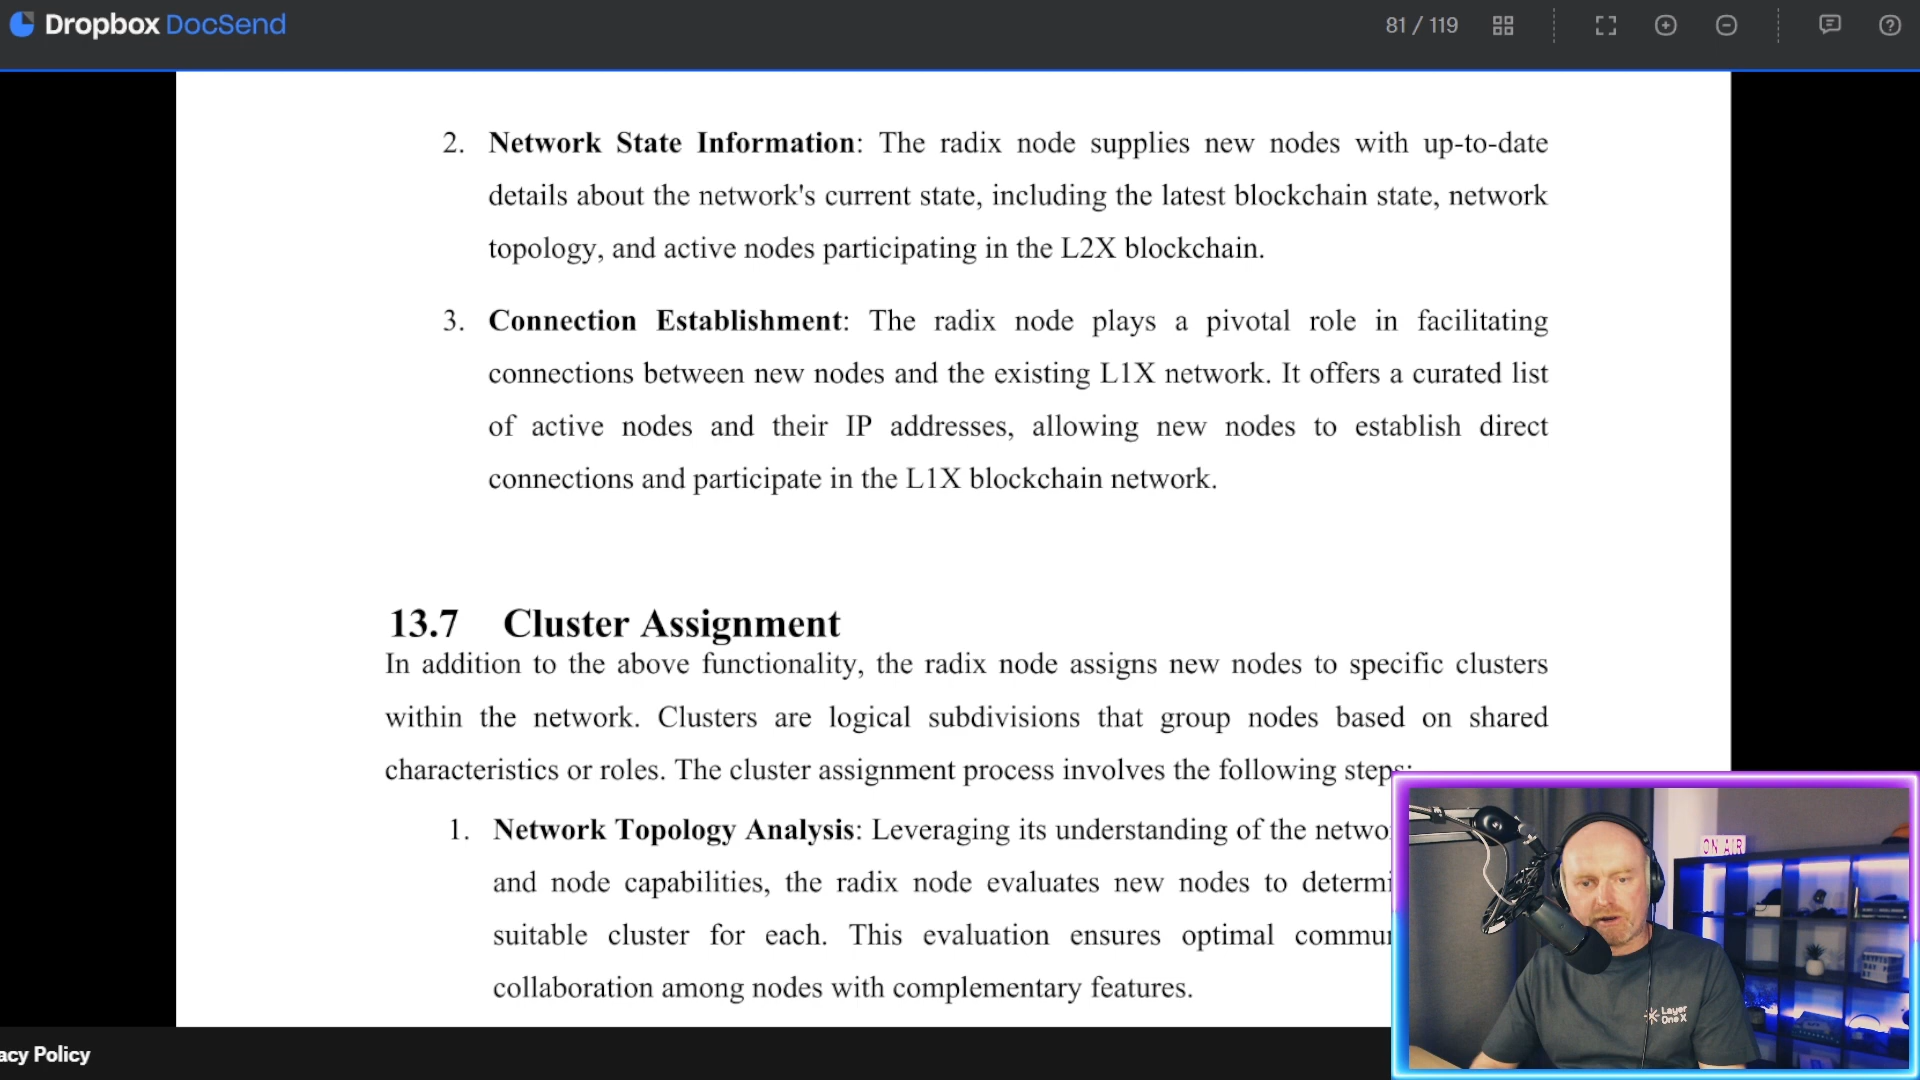 Dropbox DocSend
81 / 119
2. Network State Information: The radix node supplies new nodes with up-to-date
details about the network's current state, including the latest blockchain state, network
topology, and active nodes participating in the L2X blockchain.
3. Connection Establishment: The radix node plays a pivotal role in facilitating
connections between new nodes and the existing L1X network. It offers a curated list
of active nodes and their IP addresses, allowing new nodes to establish direct
connections and participate in the L1X blockchain network.
13.7 Cluster Assignment
In addition to the above functionality, the radix node assigns new nodes to specific clusters
within the network. Clusters are logical subdivisions that group nodes based on shared
characteristics or roles. The cluster assignment process involves the following steps:
1. Network Topology Analysis: Leveraging its understanding of the netwo
and node capabilities, the radix node evaluates new nodes to determi
suitable cluster for each. This evaluation ensures optimal commu
collaboration among nodes with complementary features.
ON AIR
Layer
One X
acy Policy